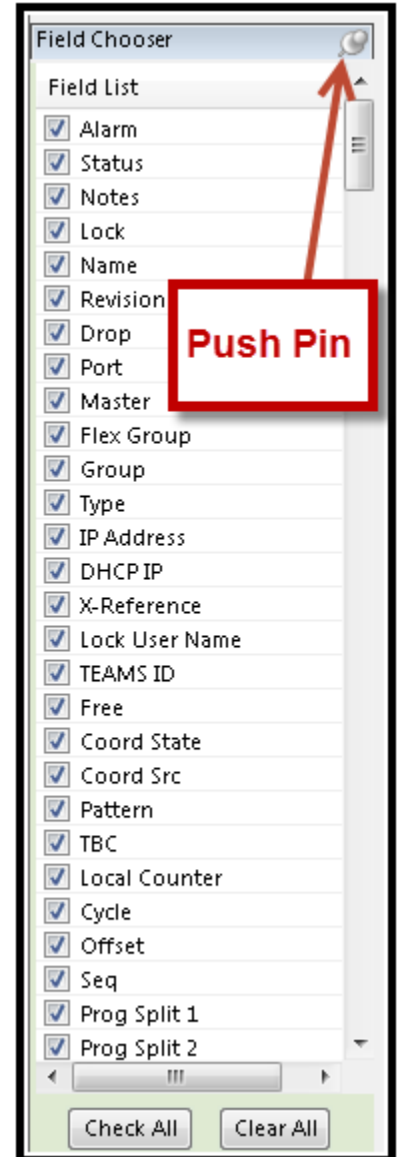 Field Chooser
Field List
Alarm
Status
Notes
Lock
Name
Revision
Drop
Push Pin
Port
Master
Flex Group
Group
Type
IP Address
DHCP IP
X-Reference
Lock User Name
TEAMS ID
Free
Coord State
Coord Src
Pattern
TBC
Local Counter
Cycle
Offset
Seq
Prog Split 1
Prog Split 2
Check All
Clear All